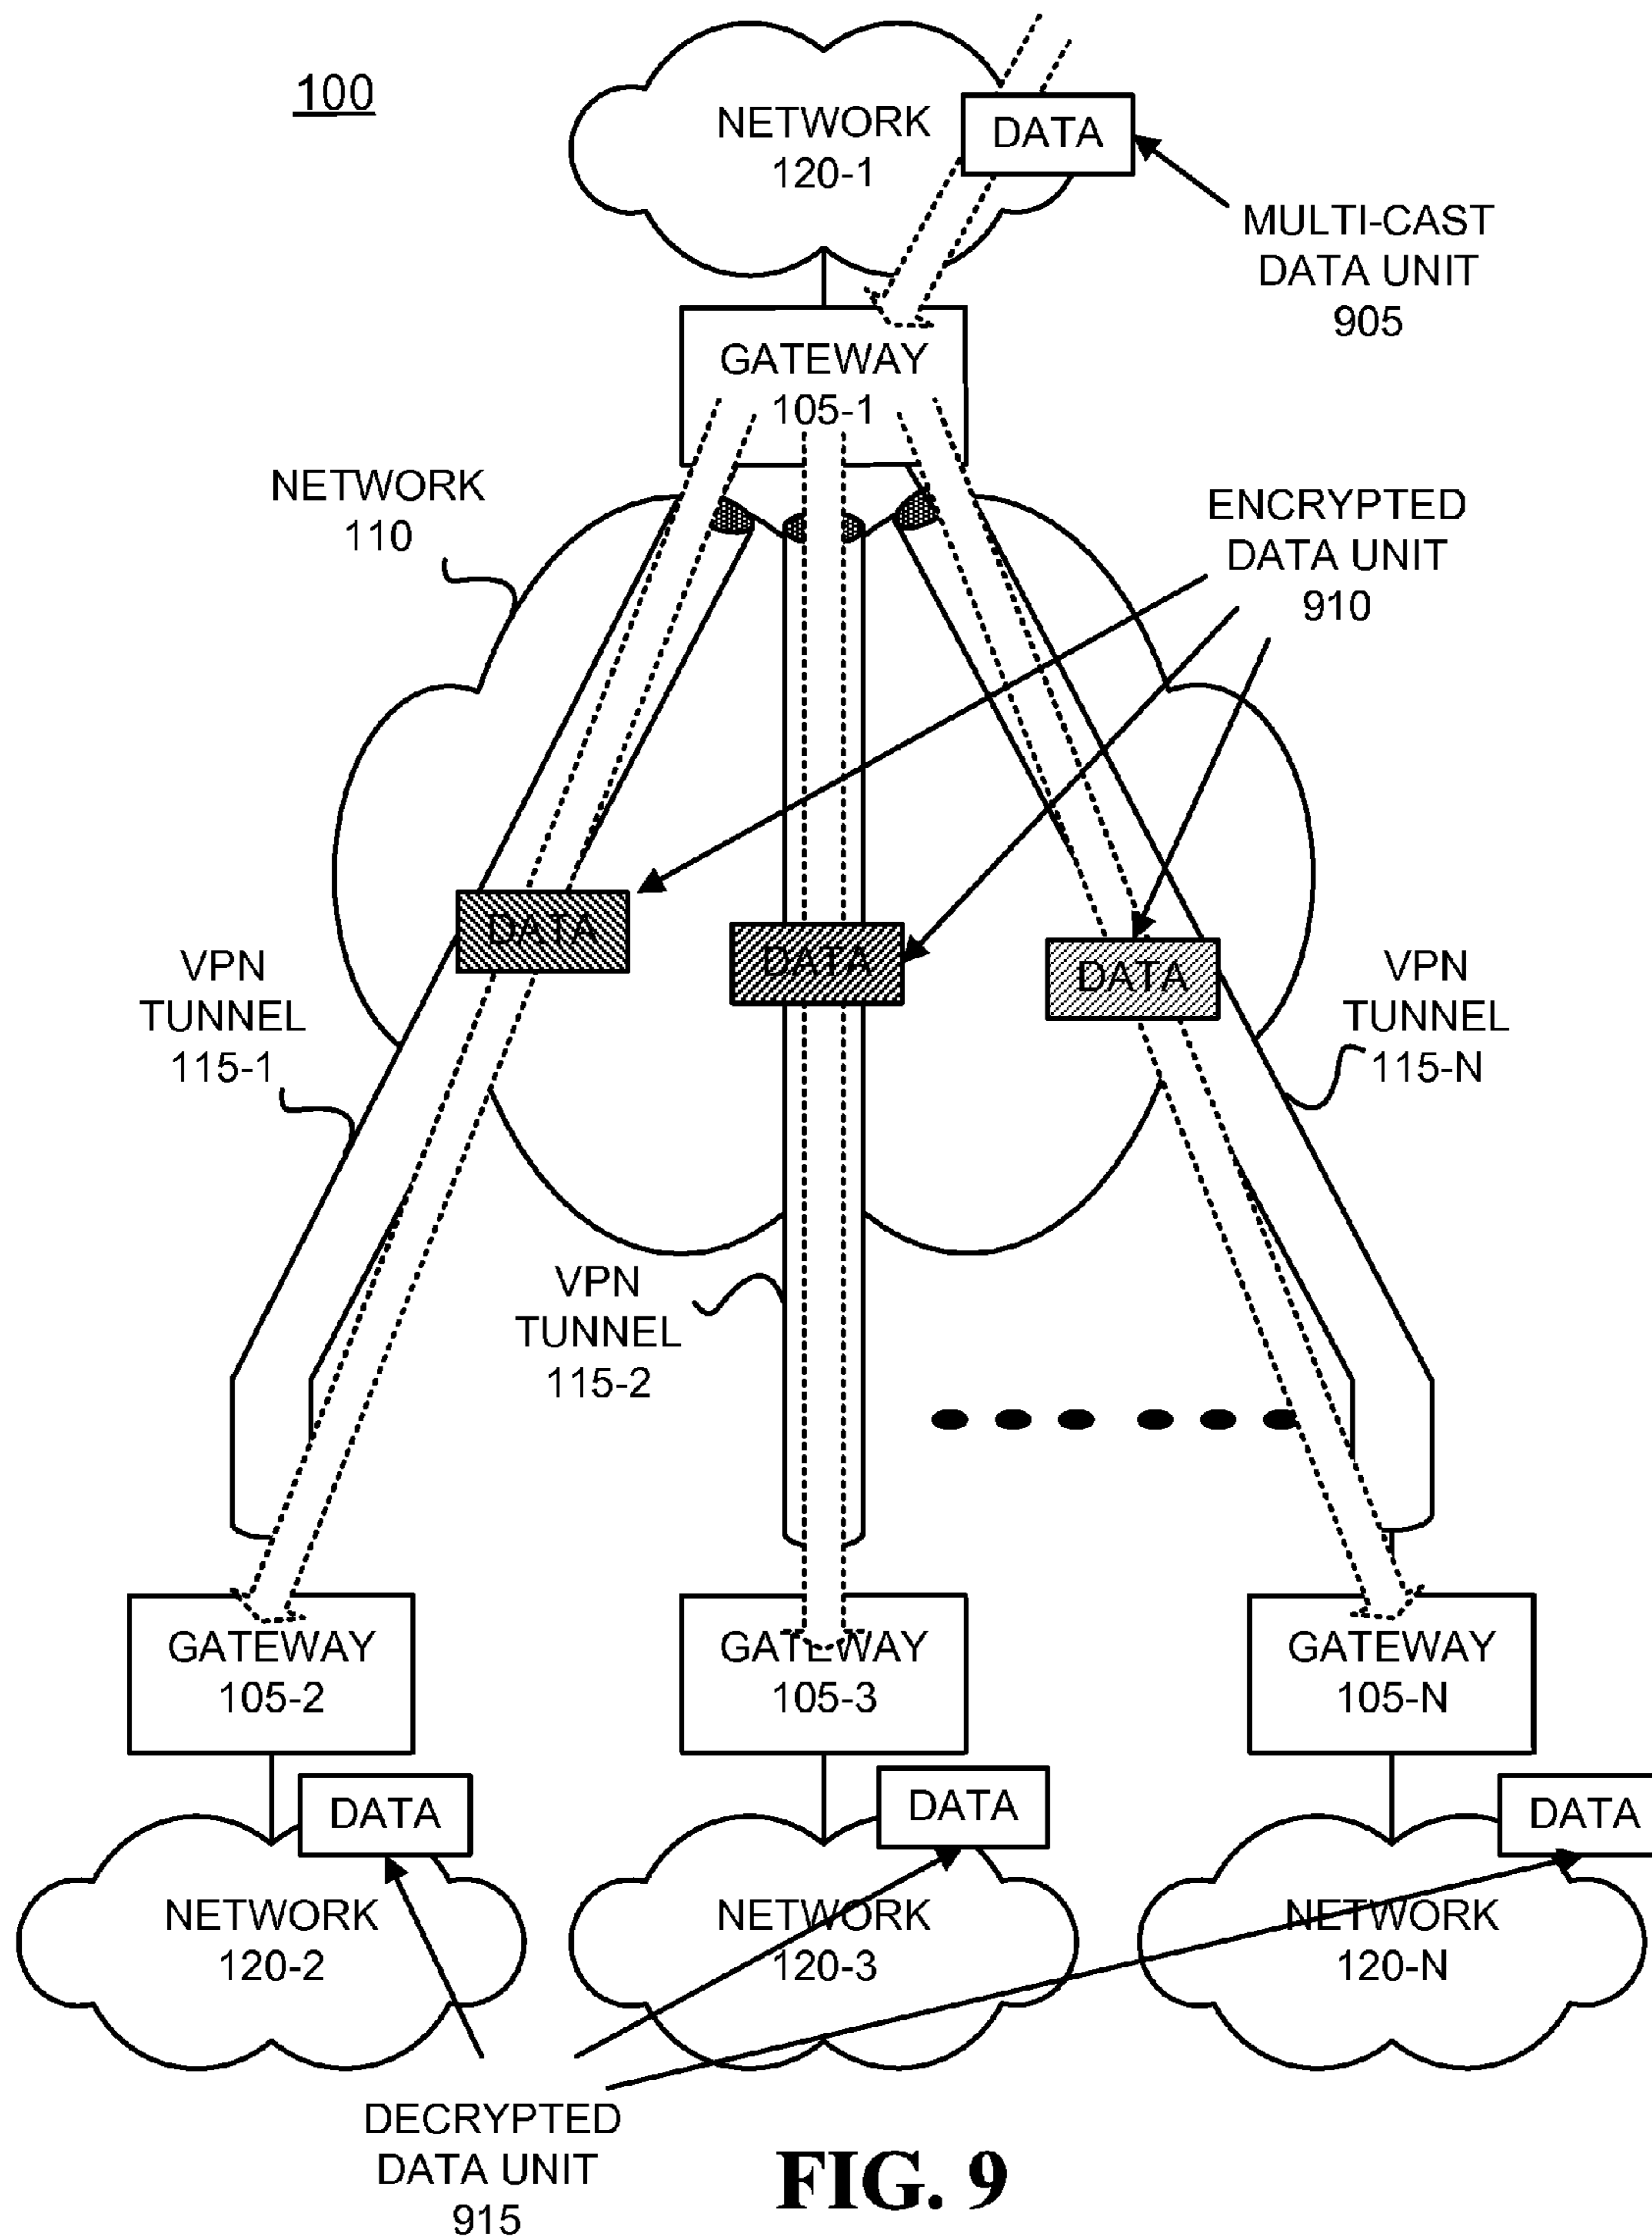 100
NETWORK
120-1
DATA
MULTI-CAST
DATA UNIT
905
GATEWAY
105-1
NETWORK
110
ENCRYPTED
DATA UNIT
910
DATA
DATA
DATA
VPN
TUNNEL
115-1
VPN
TUNNEL
115-N
VPN
TUNNEL
115-2
GATEWAY
105-2
GATEWAY
105-3
GATEWAY
105-N
DATA
DATA
DATA
NETWORK
120-2
NETWORK
120-3
NETWORK
120-N
DECRYPTED
DATA UNIT
915
FIG. 9